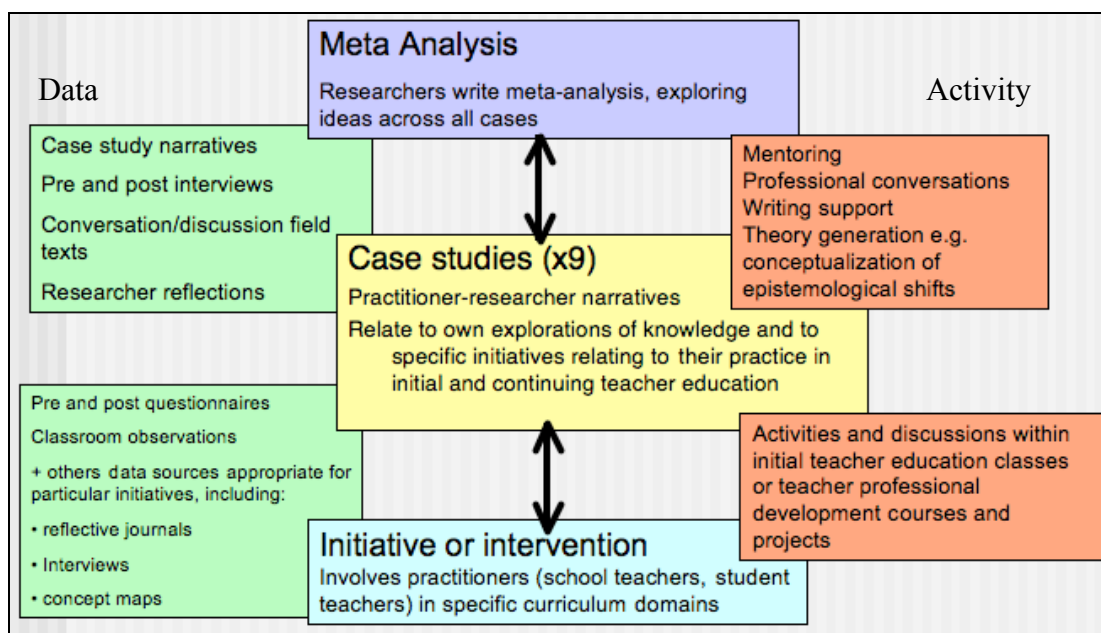 Meta Analysis
Researchers write meta-analysis, exploring
ideas across all cases
Data
Activity
Case study narratives
Pre and post interviews
Conversation/discussion field
texts
Researcher reflections
Mentoring
Professional conversations
Writing support
Theory generation e.g.
conceptualization of
epistemological shifts
Case studies (x9)
Practitioner-researcher narratives
Relate to own explorations of knowledge and to
specific initiatives relating to their practice in
initial and continuing teacher education
Pre and post questionnaires
Classroom observations
+ others data sources appropriate for
particular initiatives, including:
• reflective journals
• Interviews
• concept maps
Activities and discussions within
initial teacher education classes
or teacher professional
development courses and
projects
Initiative or intervention
Involves practitioners (school teachers, student
teachers) in specific curriculum domains